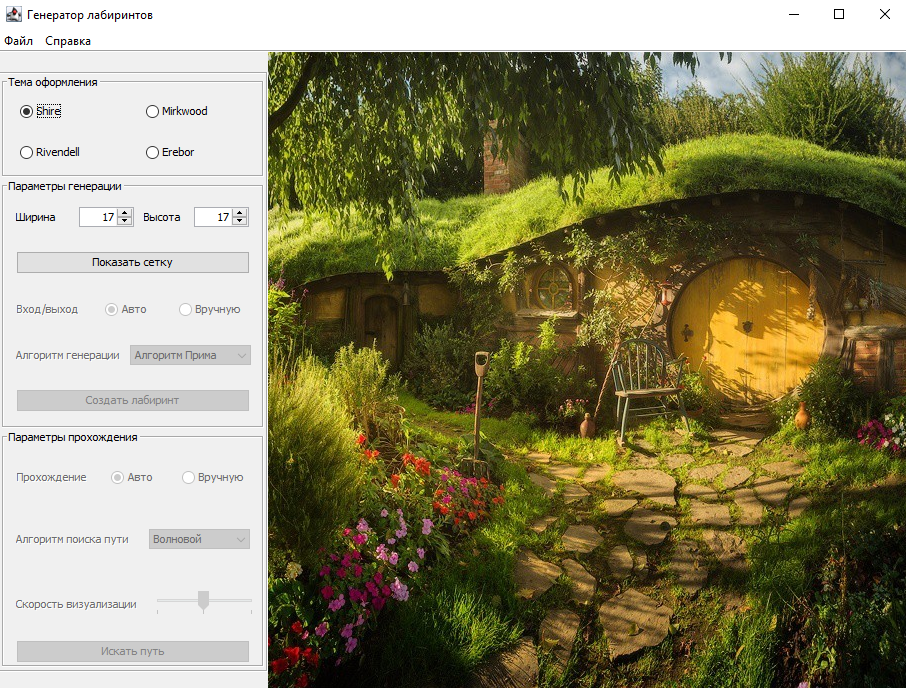 Генератор лабиринтов
Файл Справка
Тема оформления
Shire Mirkwood
Rivendell Erebor
Параметры генерации
Ширина 17 Высота 17
Показать сетку
Вход/выход Авто Вручную
Алгоритм генерации Алгоритм Прима
Создать лабиринт
Параметры прохождения
Прохождение Авто Вручную
Алгоритм поиска пути Волновой
Скорость визуализации
Искать путь